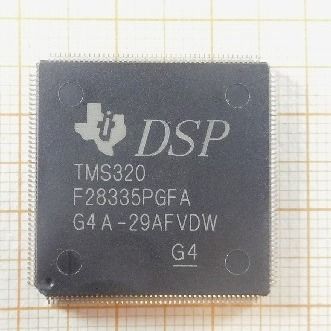 DSP
TMS320
F28335PGFA
G4 A-29AFVDW
G4